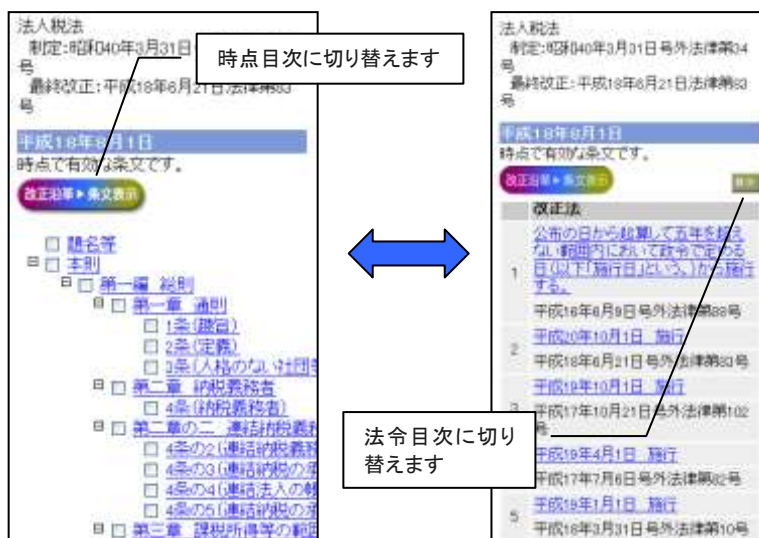 法人税法
制定:昭和40年3月31日
号
最終改正:平成18年6月21日法律第83
号
平成18年8月1日
時点で有効な条文です。
改正沿革▶条文表示
題名等
本則
第一編 総則
第一章 通則
1条(趣旨)
2条(定義)
3条(人格のない社団等
第二章 納税義務者
4条(納税義務者)
第二章の二 連結納税義務
4条の2(連結納税義務
4条の3(連結納税の承
4条の4(連結法人の帳
4条の5(連結納税の承
第三章 課税所得等の範囲
時点目次に切り替えます
法人税法
制定:昭和40年3月31日号外法律第34
号
最終改正:平成18年6月21日法律第83
号
平成18年8月1日
時点で有効な条文です。
改正沿革▶条文表示
改正法
1
公布の日から起算して五年を超え
ない範囲内において政令で定める
日(以下「施行日」という。)から施行
する。
平成16年6月9日号外法律第88号
2
平成20年10月1日 施行
平成18年6月21日号外法律第83号
平成19年10月1日 施行
3
平成17年10月21日号外法律第102
号
平成19年4月1日 施行
平成17年7月6日号外法律第82号
5
平成19年1月1日 施行
平成18年3月31日号外法律第10号
法令目次に切り
替えます